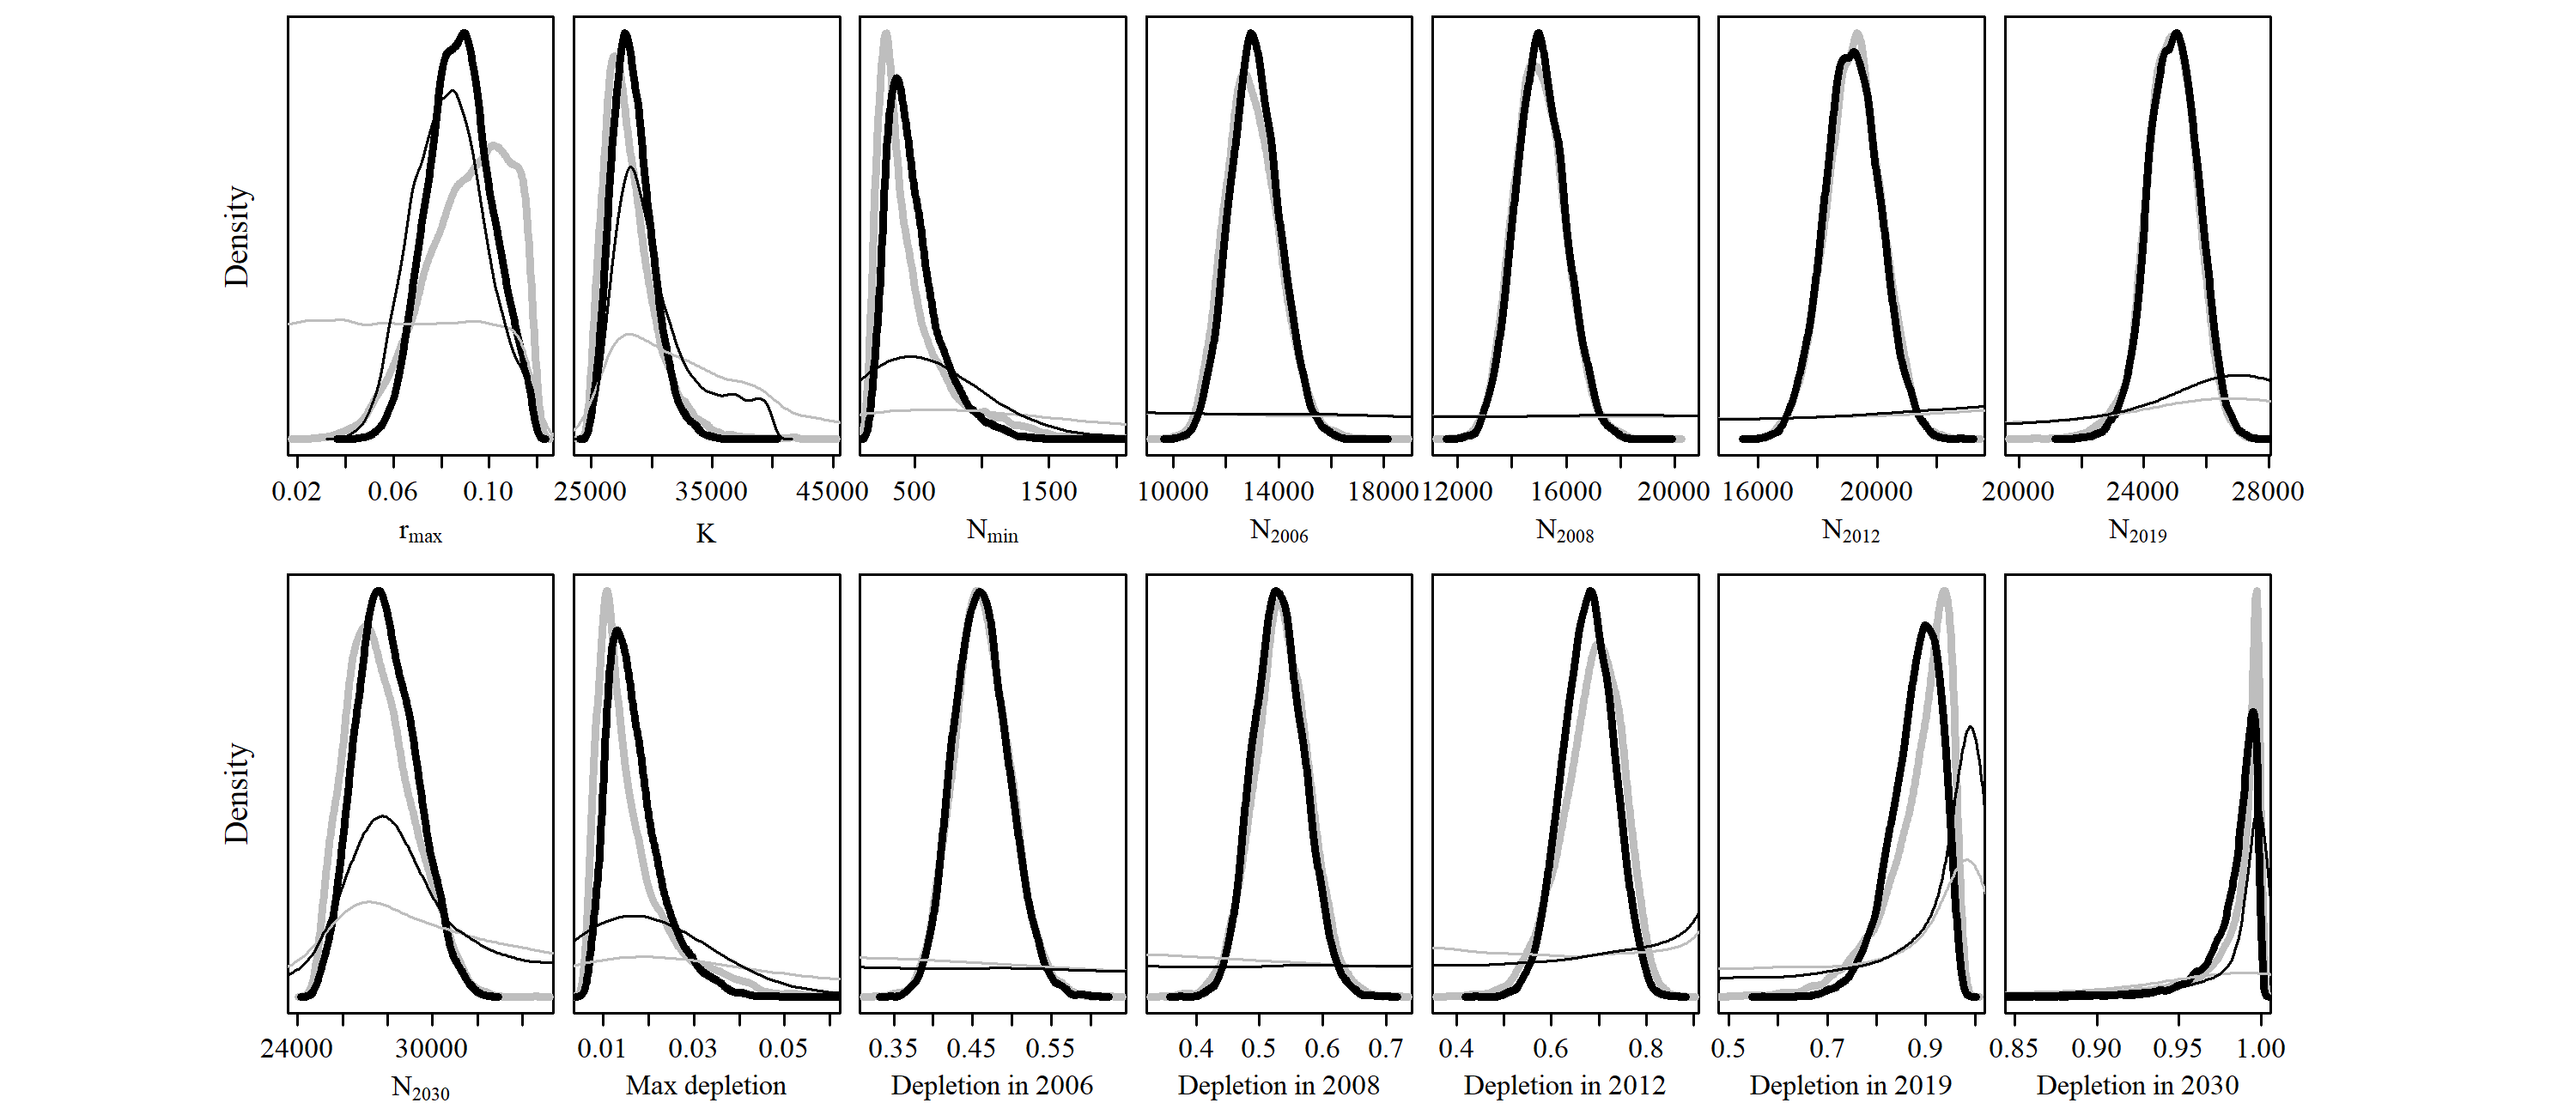 Density
0.02 0.06 0.10 25000 35000 45000 500 1500 10000 14000 18000 12000 16000 20000 16000 20000 20000 24000 28000
r_max K N_min N_2006 N_2008 N_2012 N_2019
Density
24000 30000 0.01 0.03 0.05 0.35 0.45 0.55 0.4 0.5 0.6 0.7 0.4 0.6 0.8 0.5 0.7 0.9 0.85 0.90 0.95 1.00
N_2030 Max depletion Depletion in 2006 Depletion in 2008 Depletion in 2012 Depletion in 2019 Depletion in 2030